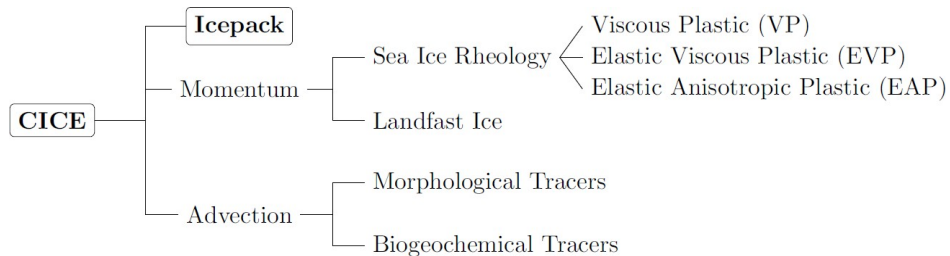 Icepack
Viscous Plastic (VP)
Sea Ice Rheology
Elastic Viscous Plastic (EVP)
Momentum
Elastic Anisotropic Plastic (EAP)
CICE
Landfast Ice
Morphological Tracers
Advection
Biogeochemical Tracers